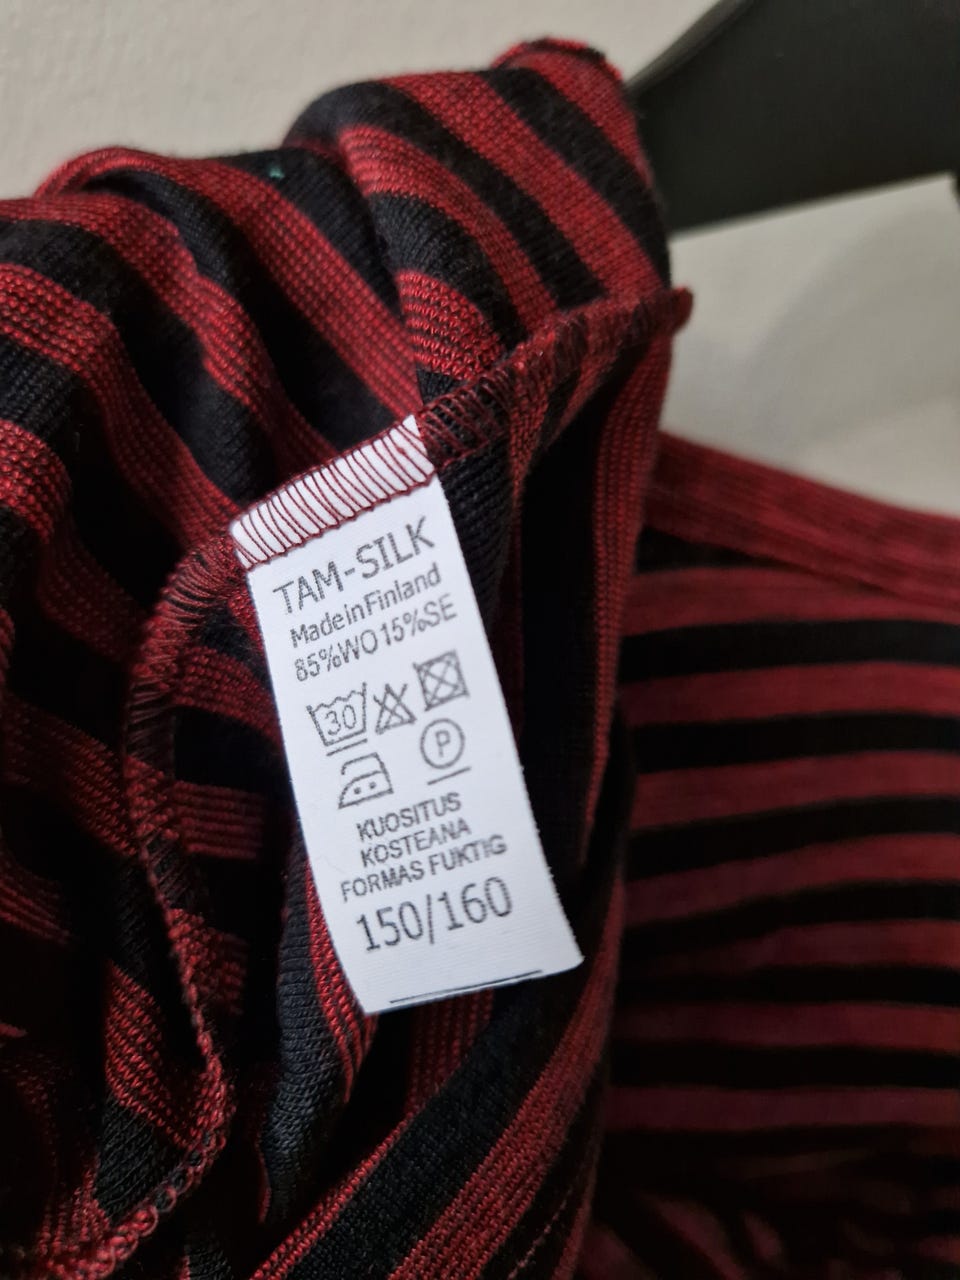 TAM-SILK
Made in Finland
85%WO 15%SE
30
P
KUOSITUS
KOSTEANA
FORMAS FUKTIG
150/160